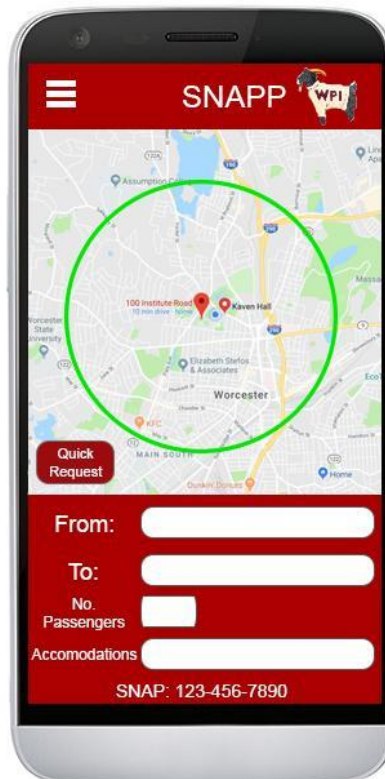 SNAPP
WPI
Assumption College
100 Institute Road
10 min drive - home
Kaven Hall
Worcester
State
University
Elizabeth Stefos
& Associates
Worcester
KFC
MAIN SOUTH
Home
Dunkin' Donuts
Quick
Request
From:
To:
No.
Passengers
Accomodations
SNAP: 123-456-7890